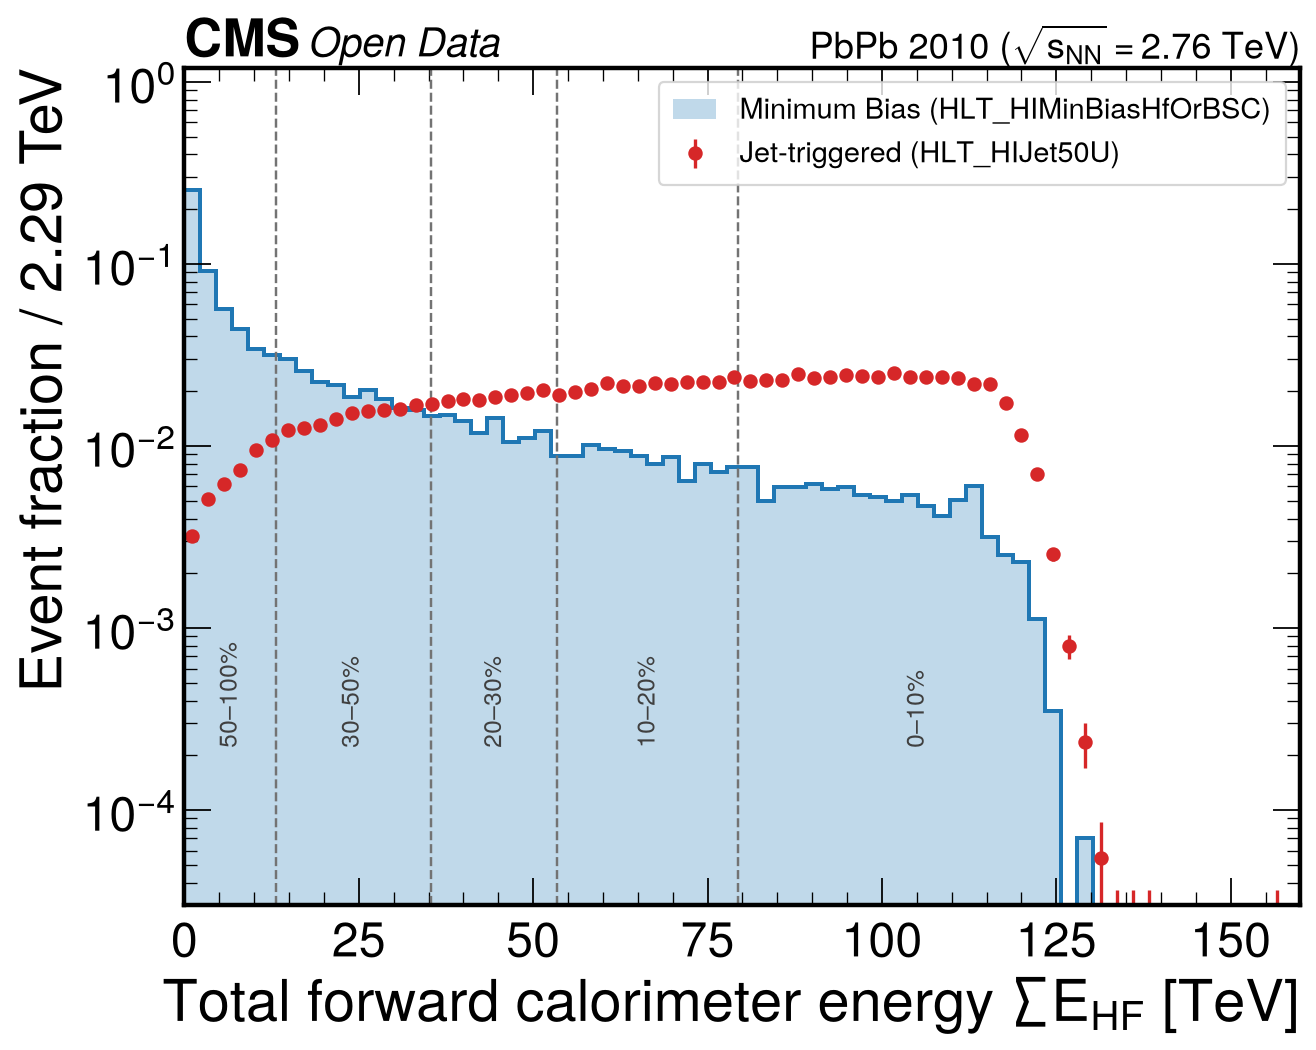 CMS Open Data
PbPb 2010 (√sNN = 2.76 TeV)
Minimum Bias (HLT_HIMinBiasHfOrBSC)
Jet-triggered (HLT_HIJet50U)
Event fraction / 2.29 TeV
10⁰
10⁻¹
10⁻²
10⁻³
10⁻⁴
50–100%
30–50%
20–30%
10–20%
0–10%
0 25 50 75 100 125 150
Total forward calorimeter energy ∑E_HF [TeV]